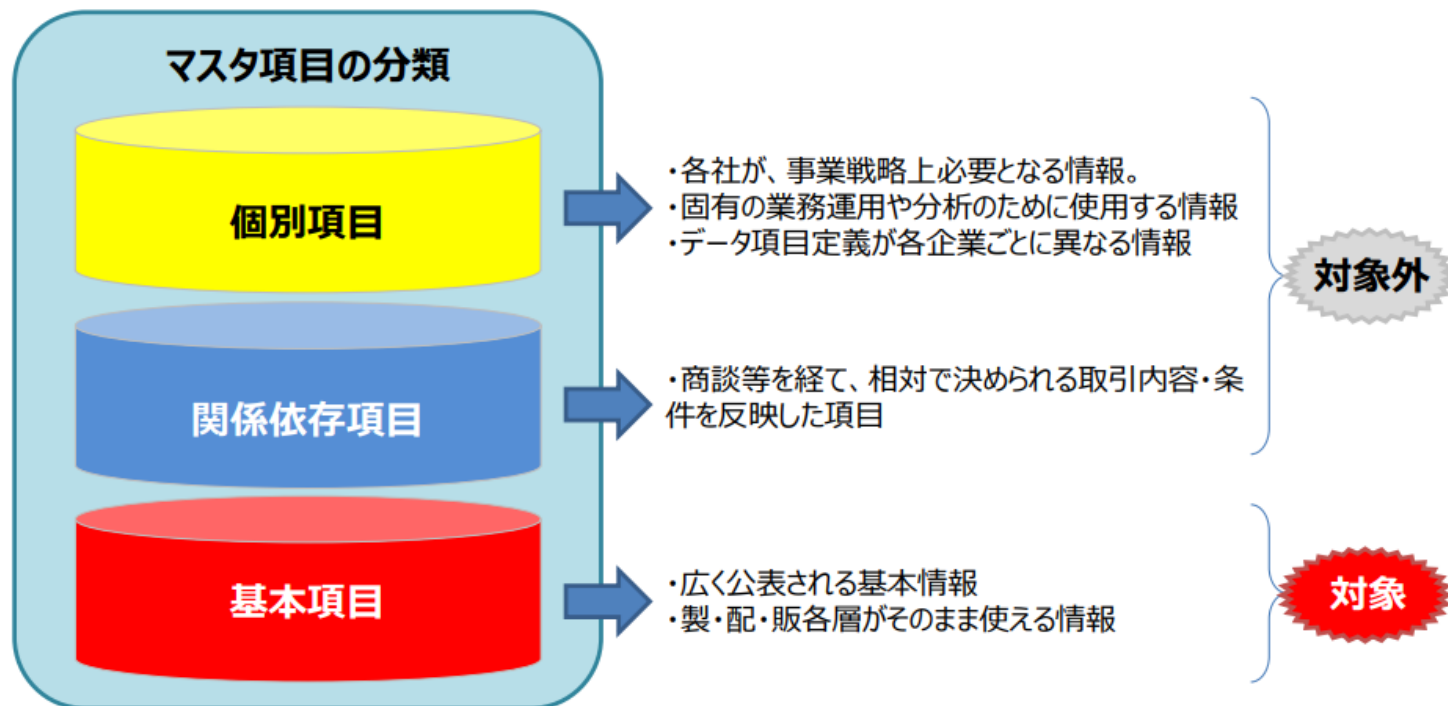 マスタ項目の分類
個別項目
・各社が、事業戦略上必要となる情報。
・固有の業務運用や分析のために使用する情報
・データ項目定義が各企業ごとに異なる情報
対象外
関係依存項目
・商談等を経て、相対で決められる取引内容・条
件を反映した項目
基本項目
・広く公表される基本情報
・製・配・販各層がそのまま使える情報
対象